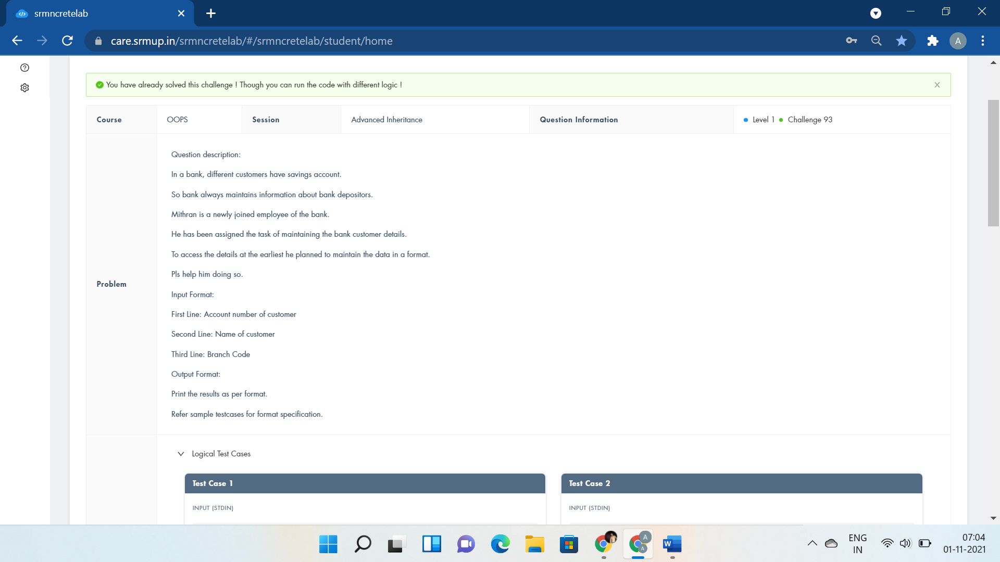 srmncretelab
care.srmup.in/srmncretelab/#/srmncretelab/student/home
A
You have already solved this challenge ! Though you can run the code with different logic !
Course
OOPS
Session
Advanced Inheritance
Question Information
Level 1
Challenge 93
Problem
Question description:
In a bank, different customers have savings account.
So bank always maintains information about bank depositors.
Mithran is a newly joined employee of the bank.
He has been assigned the task of maintaining the bank customer details.
To access the details at the earliest he planned to maintain the data in a format.
Pls help him doing so.
Input Format:
First Line: Account number of customer
Second Line: Name of customer
Third Line: Branch Code
Output Format:
Print the results as per format.
Refer sample testcases for format specification.
Logical Test Cases
Test Case 1
INPUT (STDIN)
Test Case 2
INPUT (STDIN)
A
A
W
ENG
IN
07:04
01-11-2021